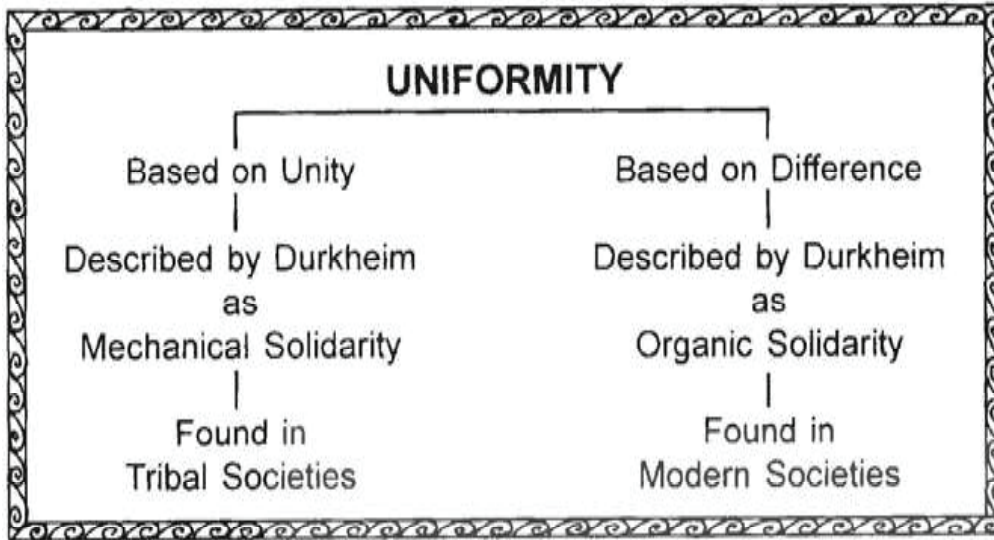 UNIFORMITY
Based on Unity
Described by Durkheim
as
Mechanical Solidarity
Found in
Tribal Societies
Based on Difference
Described by Durkheim
as
Organic Solidarity
Found in
Modern Societies